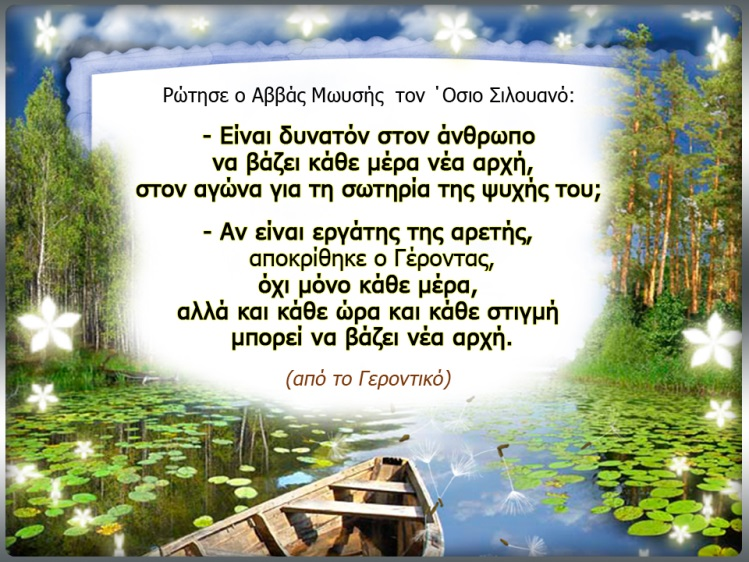 Ρώτησε ο Αββάς Μωυσής τον ΄Οσιο Σιλουανό:
- Είναι δυνατόν στον άνθρωπο
να βάζει κάθε μέρα νέα αρχή,
στον αγώνα για τη σωτηρία της ψυχής του;
- Αν είναι εργάτης της αρετής,
αποκρίθηκε ο Γέροντας,
όχι μόνο κάθε μέρα,
αλλά και κάθε ώρα και κάθε στιγμή
μπορεί να βάζει νέα αρχή.
(από το Γεροντικό)